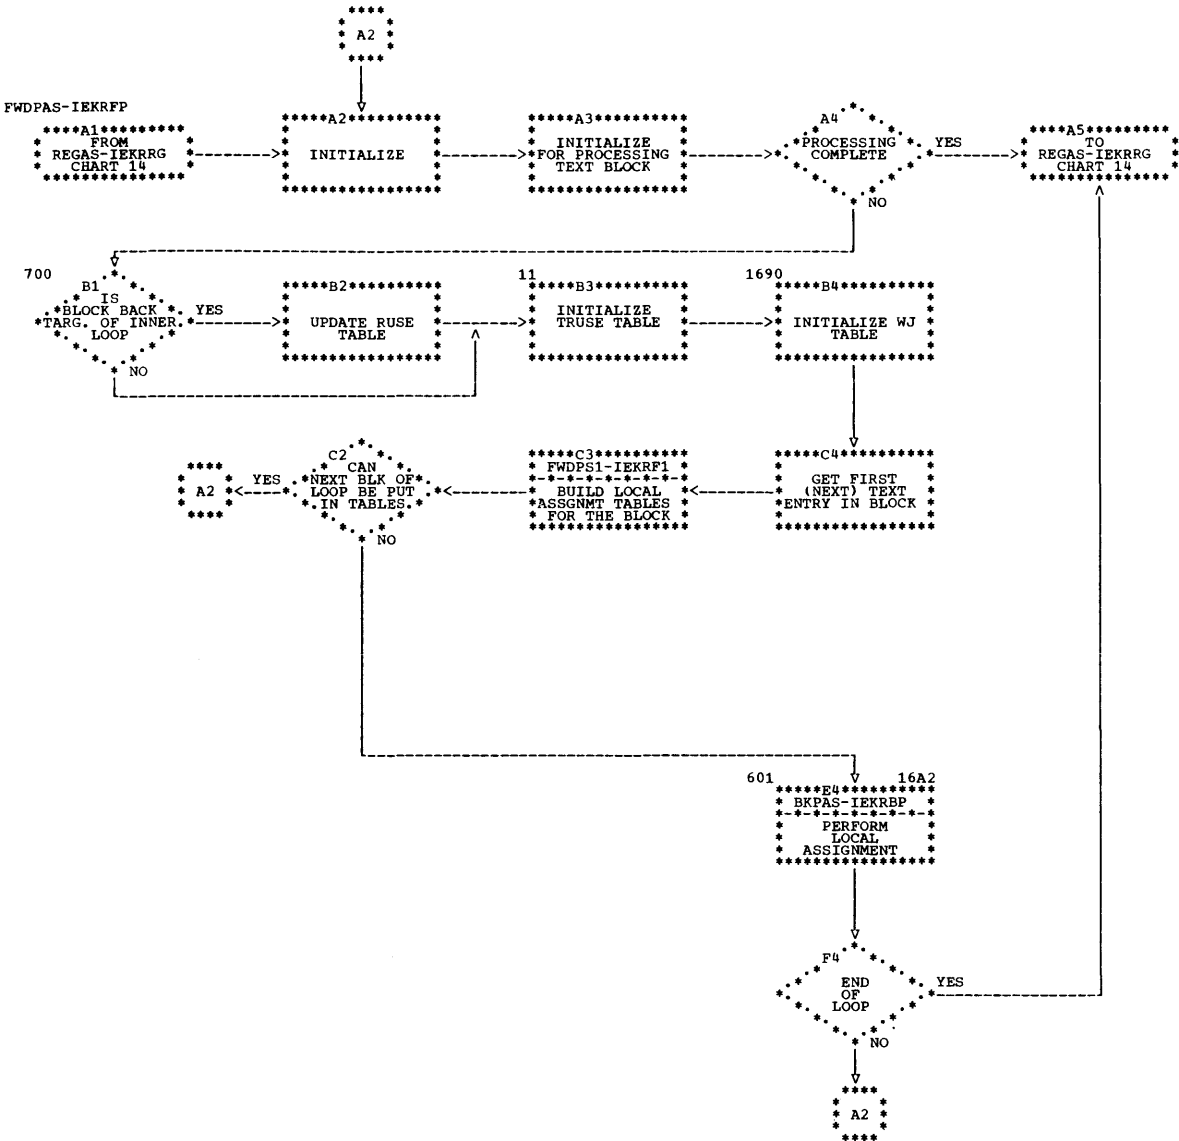 A2
FWDPAS-IEKRFP
A1
FROM
REGAS-IEKRRG
CHART 14
A2
INITIALIZE
A3
INITIALIZE
FOR PROCESSING
TEXT BLOCK
A4
PROCESSING
COMPLETE
YES
NO
A5
TO
REGAS-IEKRRG
CHART 14
700
B1
IS
BLOCK BACK
TARG. OF INNER
LOOP
YES
NO
B2
UPDATE RUSE
TABLE
11
B3
INITIALIZE
TRUSE TABLE
1690
B4
INITIALIZE WJ
TABLE
A2
YES
C2
CAN
NEXT BLK OF
LOOP BE PUT
IN TABLES
NO
C3
FWDPS1-IEKRF1
BUILD LOCAL
ASSGNMT TABLES
FOR THE BLOCK
C4
GET FIRST
(NEXT) TEXT
ENTRY IN BLOCK
601 16A2
E4
BKPAS-IEKRBP
PERFORM
LOCAL
ASSIGNMENT
F4
END
OF
LOOP
YES
NO
A2